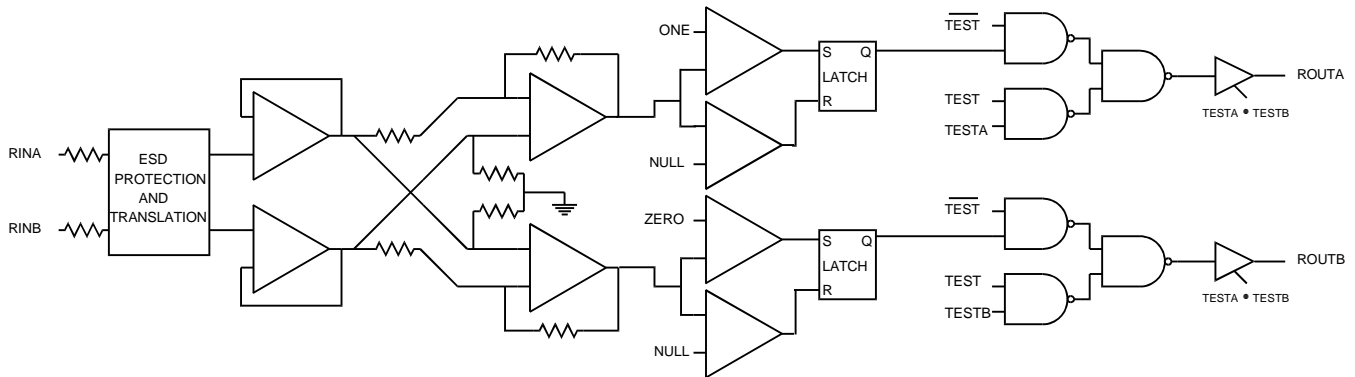 ONE
TEST
S Q
LATCH
R
ROUTA
TEST
TESTA
TESTA • TESTB
RINA
ESD
PROTECTION
AND
TRANSLATION
NULL
RINB
ZERO
TEST
S Q
LATCH
R
ROUTB
TEST
TESTB
TESTA • TESTB
NULL